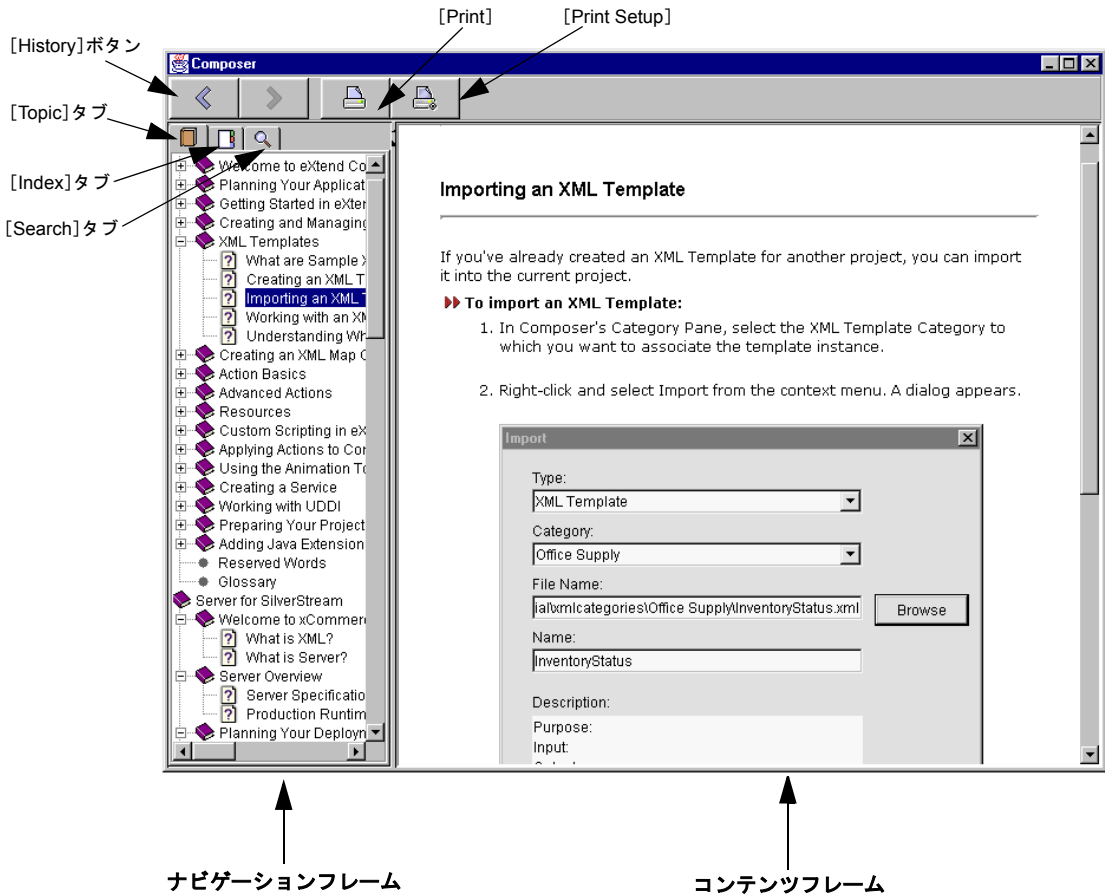 [Print]
[Print Setup]
[History]ボタン
[Topic]タブ
[Index]タブ
[Search]タブ
Composer
Welcome to eXtend Co
Planning Your Applicat
Getting Started in eXter
Creating and Managing
XML Templates
What are Sample X
Creating an XML T
Importing an XML T
Working with an XM
Understanding Wh
Creating an XML Map C
Action Basics
Advanced Actions
Resources
Custom Scripting in eX
Applying Actions to Con
Using the Animation To
Creating a Service
Working with UDDI
Preparing Your Project
Adding Java Extension
Reserved Words
Glossary
Server for SilverStream
Welcome to xCommer
What is XML?
What is Server?
Server Overview
Server Specificatio
Production Runtim
Planning Your Deployn
Importing an XML Template
If you've already created an XML Template for another project, you can import
it into the current project.
To import an XML Template:
1. In Composer's Category Pane, select the XML Template Category to
which you want to associate the template instance.
2. Right-click and select Import from the context menu. A dialog appears.
Import
Type:
XML Template
Category:
Office Supply
File Name:
ial\xmlcategories\Office Supply\InventoryStatus.xml
Browse
Name:
InventoryStatus
Description:
Purpose:
Input:
ナビゲーションフレーム
コンテンツフレーム